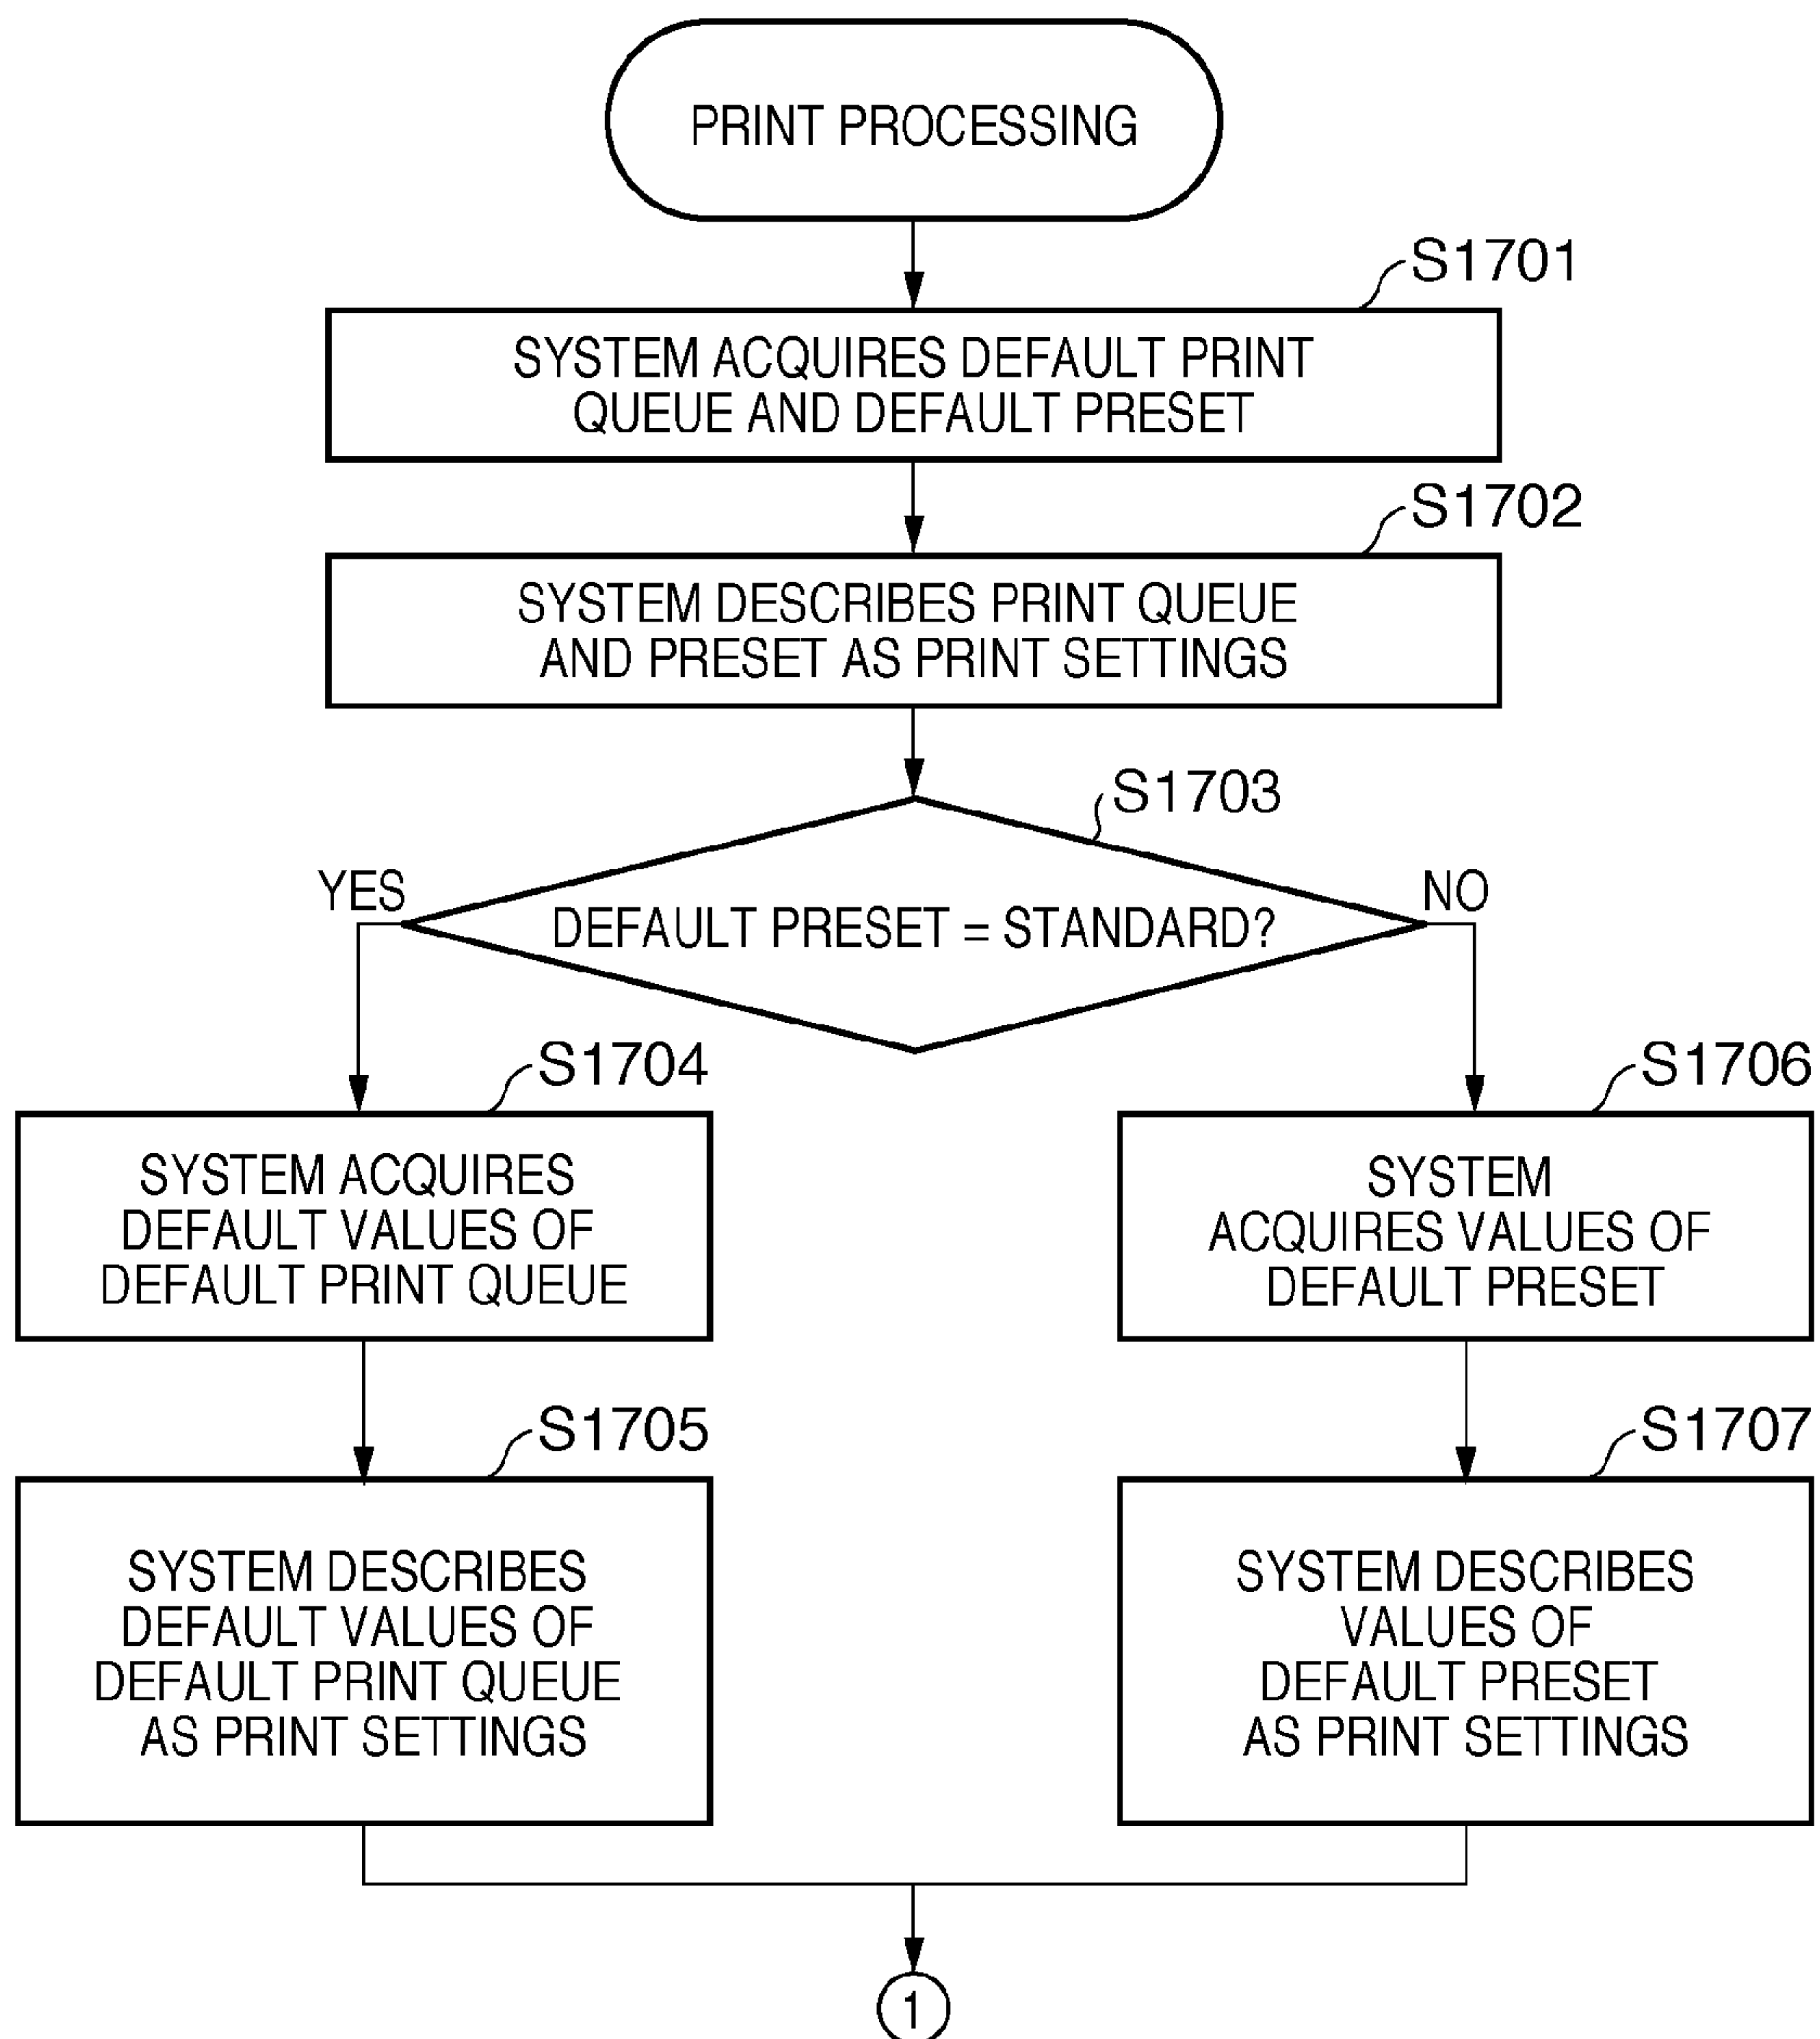 PRINT PROCESSING
S1701
SYSTEM ACQUIRES DEFAULT PRINT
QUEUE AND DEFAULT PRESET
S1702
SYSTEM DESCRIBES PRINT QUEUE
AND PRESET AS PRINT SETTINGS
S1703
YES
NO
DEFAULT PRESET = STANDARD?
S1704
SYSTEM ACQUIRES
DEFAULT VALUES OF
DEFAULT PRINT QUEUE
S1706
SYSTEM
ACQUIRES VALUES OF
DEFAULT PRESET
S1705
SYSTEM DESCRIBES
DEFAULT VALUES OF
DEFAULT PRINT QUEUE
AS PRINT SETTINGS
S1707
SYSTEM DESCRIBES
VALUES OF
DEFAULT PRESET
AS PRINT SETTINGS
1